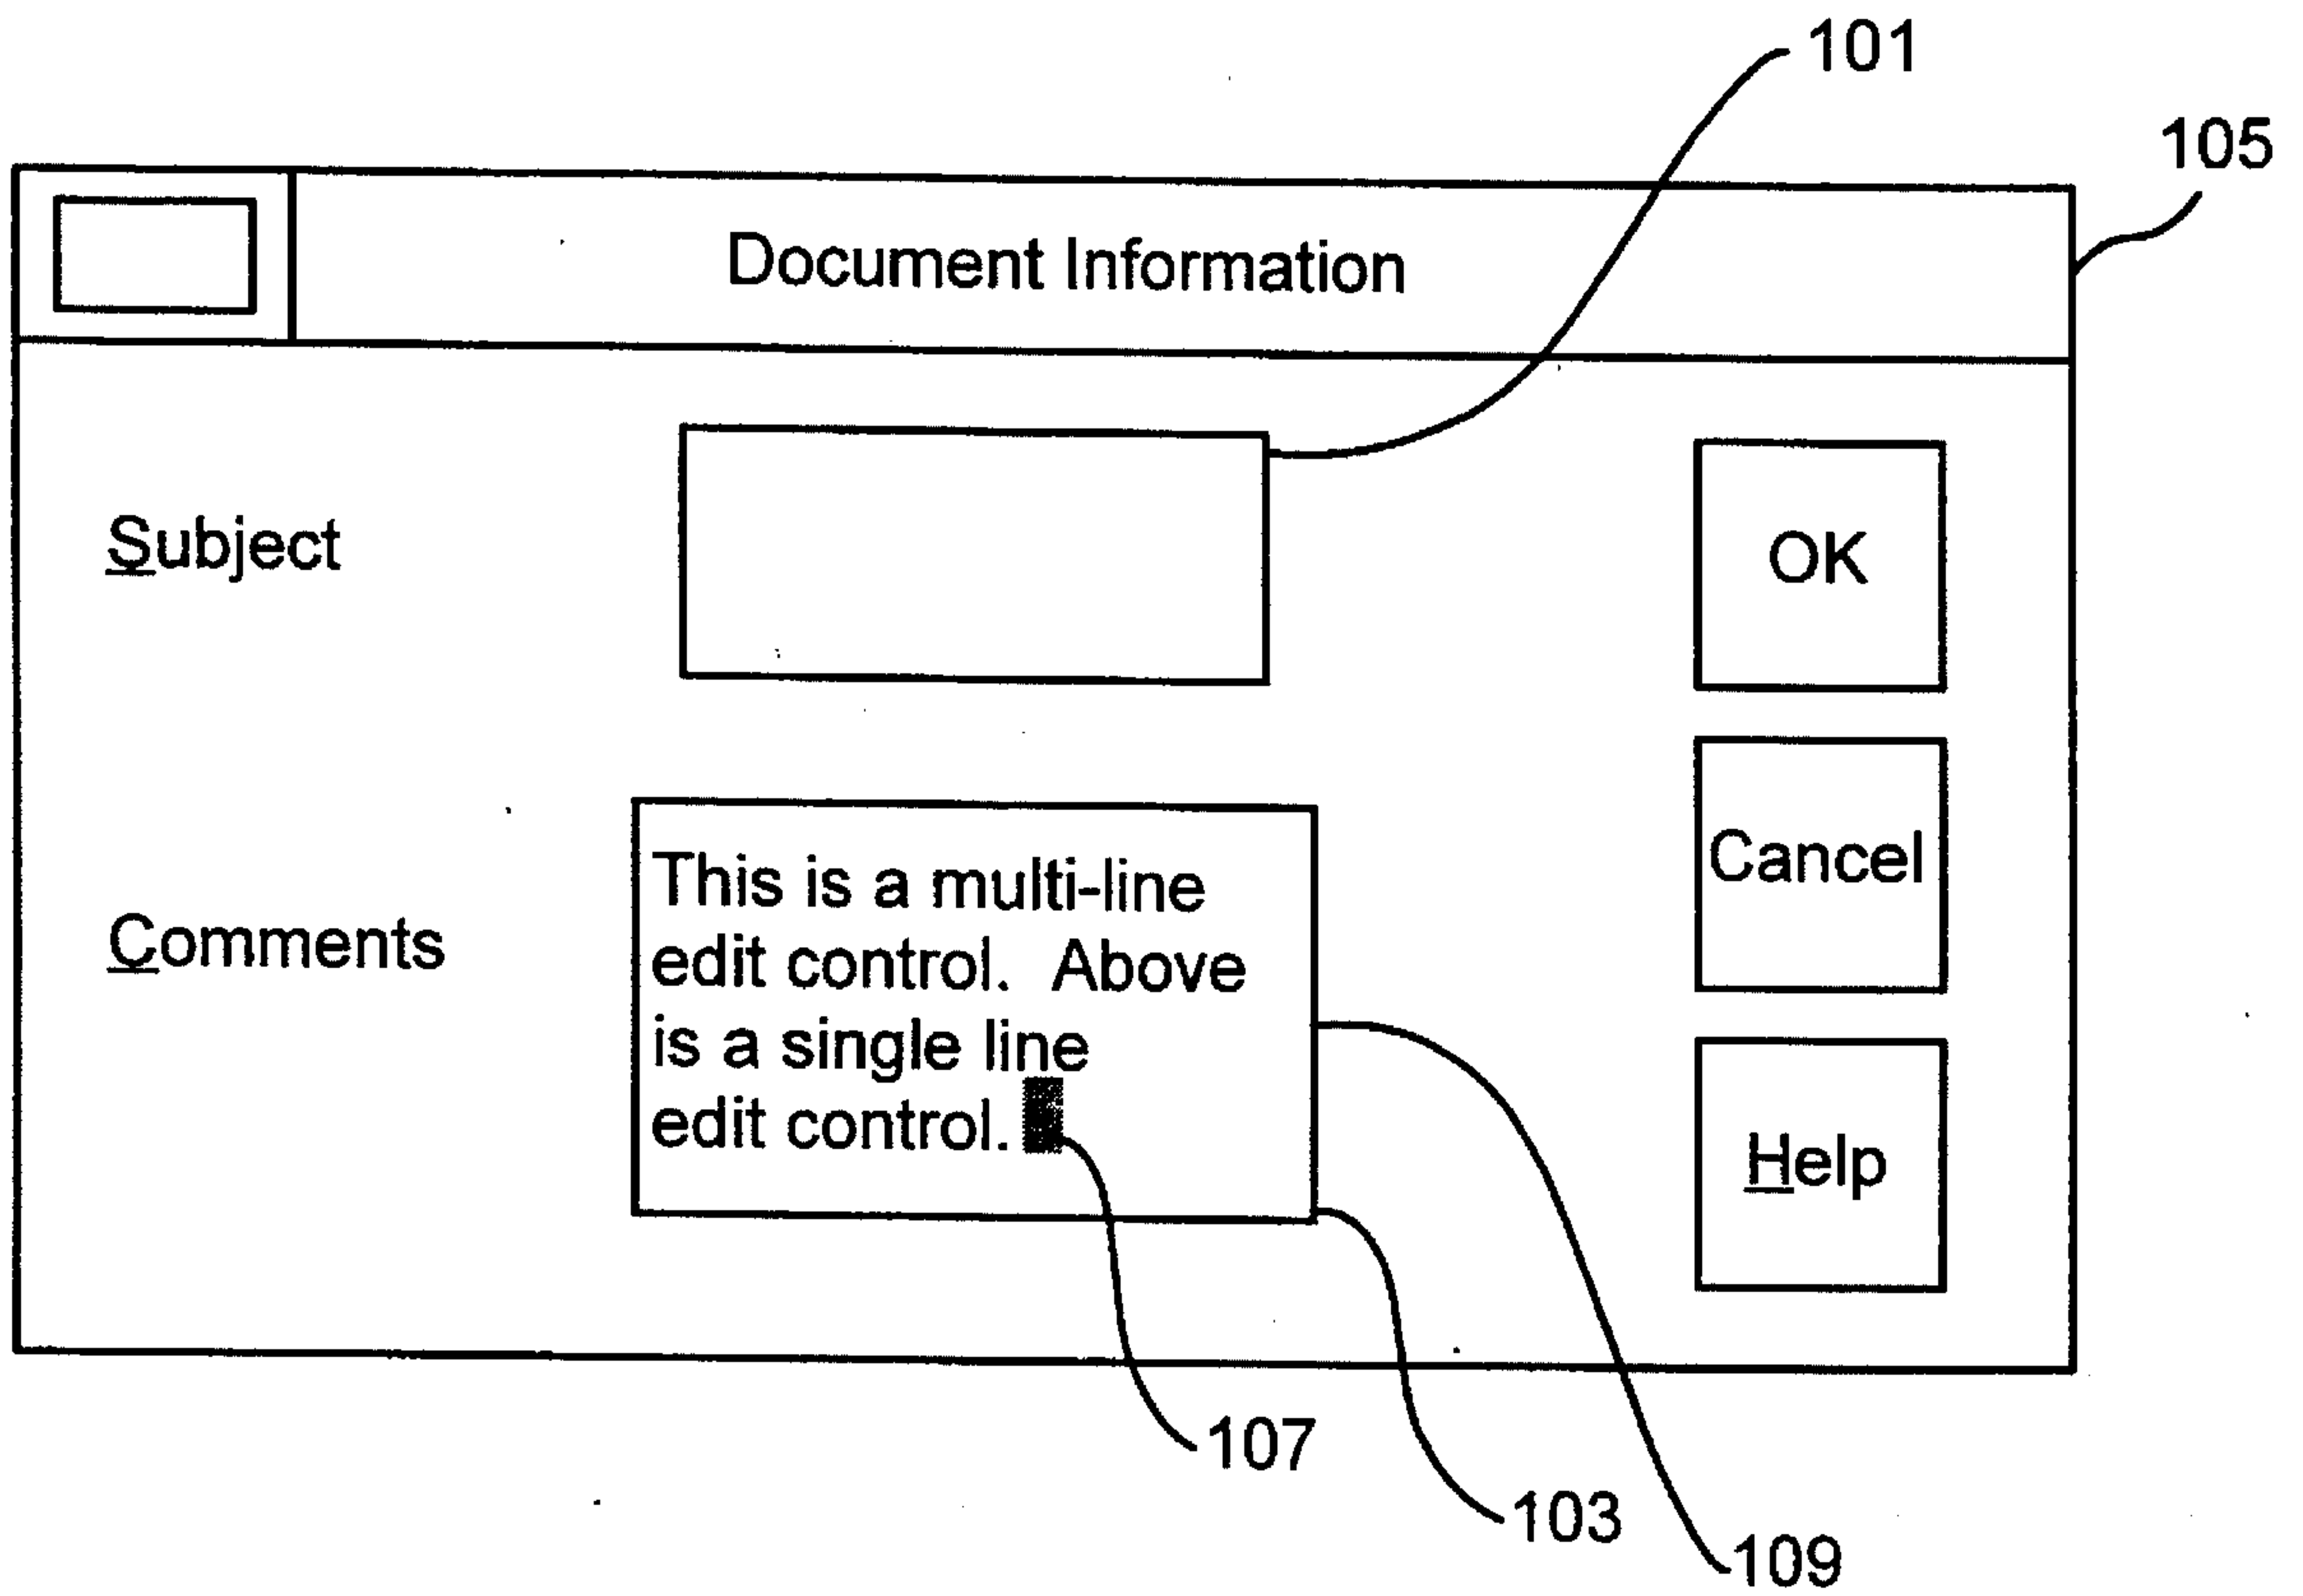 101
105
Document Information
Subject
OK
Cancel
Comments
This is a multi-line
edit control.  Above
is a single line
edit control.
Help
107
103
109